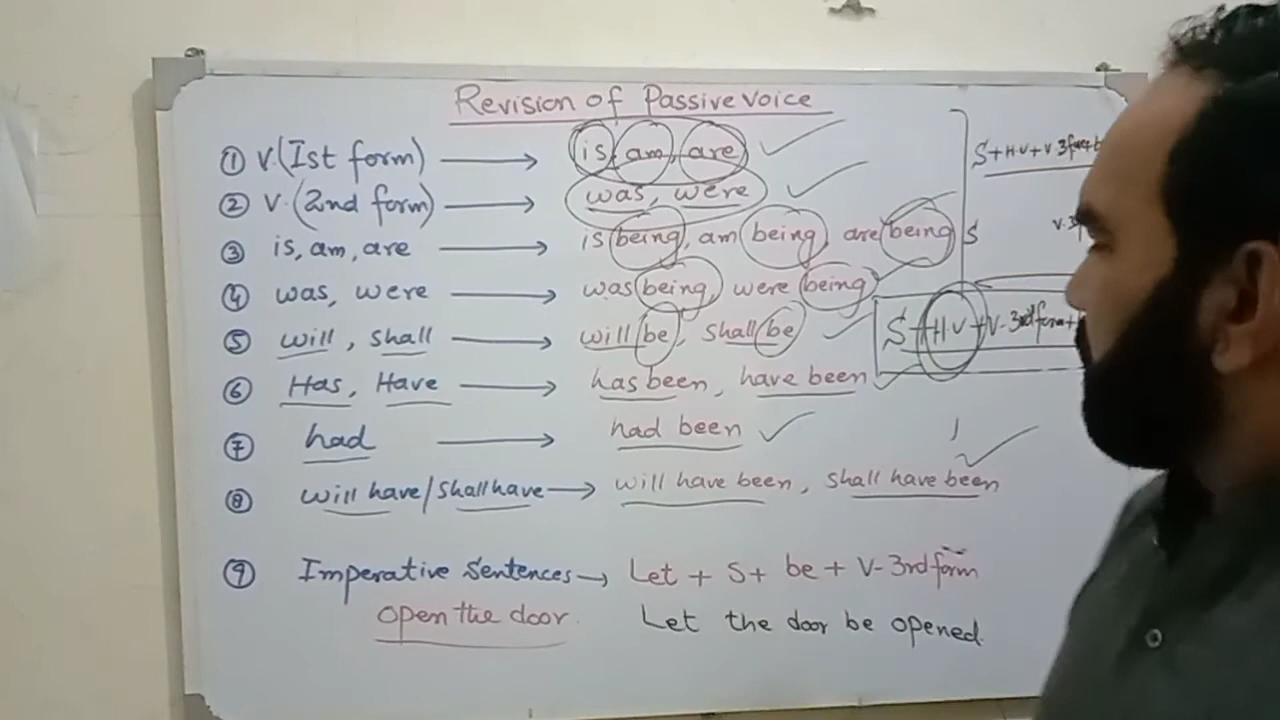 Revision of Passive voice
① V (Ist form) → is, am, are ✓
② V. (2nd form) → was, were ✓
③ is, am, are → is being, am being, are being
④ was, were → was being, were being
⑤ will, shall → will be, shall be ✓
⑥ Has, Have → has been, have been ✓
⑦ had → had been ✓
⑧ will have/shall have → will have been, shall have been ✓
⑨ Imperative Sentences → Let + S + be + V-3rd form
open the door. Let the door be opened.
S + H.V + V.3 form +
S
S + H V + V-3rd form +